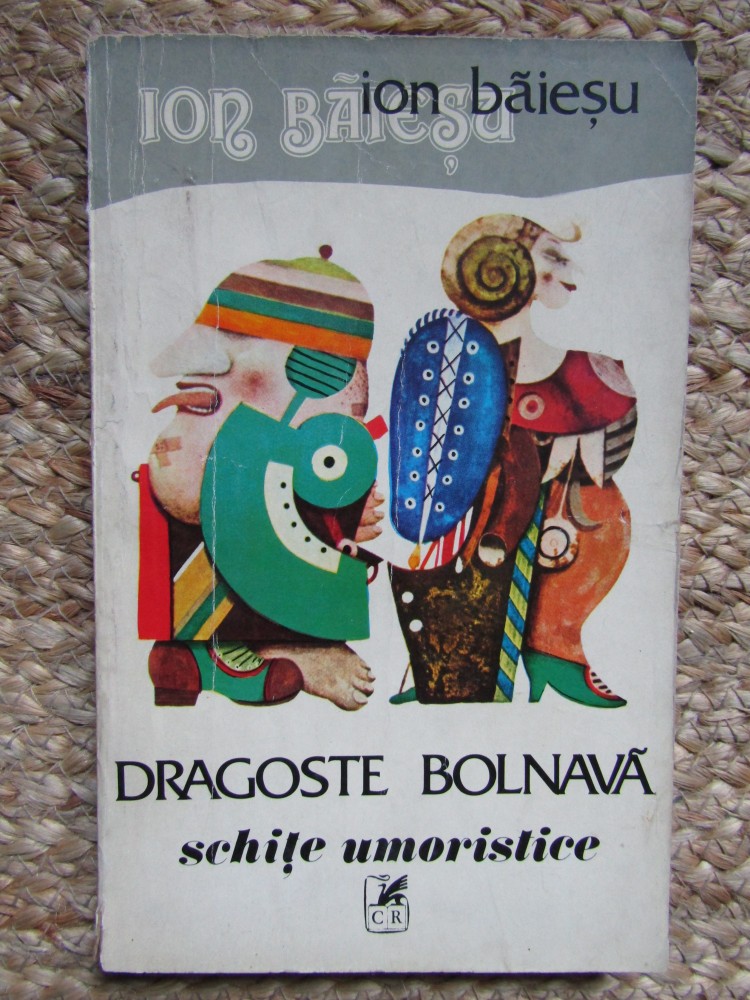 ion băieșu
ION BĂIEȘU
DRAGOSTE BOLNAVĂ
schițe umoristice
CR